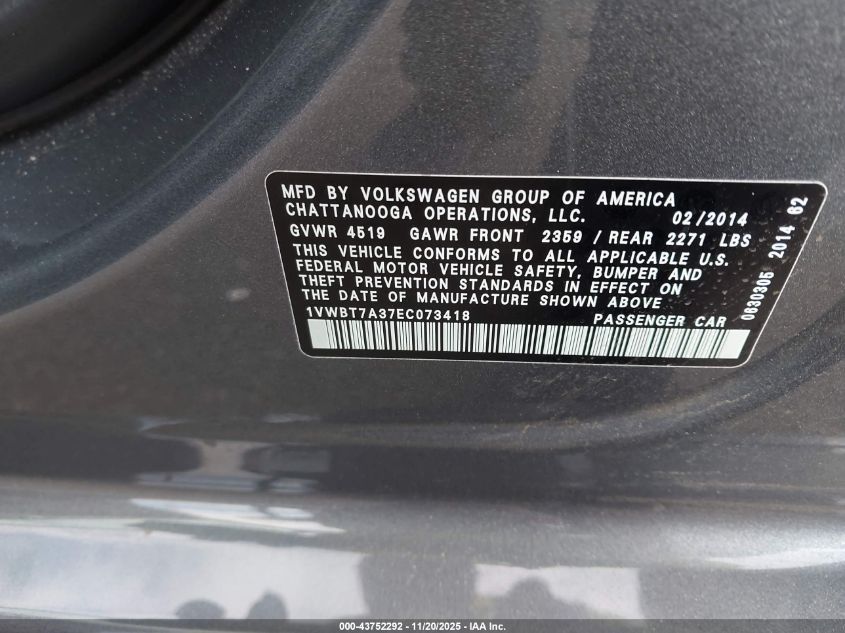 MFD BY VOLKSWAGEN GROUP OF AMERICA
CHATTANOOGA OPERATIONS, LLC. 02/2014
GVWR 4519 GAWR FRONT 2359 / REAR 2271 LBS
THIS VEHICLE CONFORMS TO ALL APPLICABLE U.S.
FEDERAL MOTOR VEHICLE SAFETY, BUMPER AND
THEFT PREVENTION STANDARDS IN EFFECT ON
THE DATE OF MANUFACTURE SHOWN ABOVE
1VWBT7A37EC073418 PASSENGER CAR
0630305 2014 62
000-43752292 - 11/20/2025 - IAA Inc.